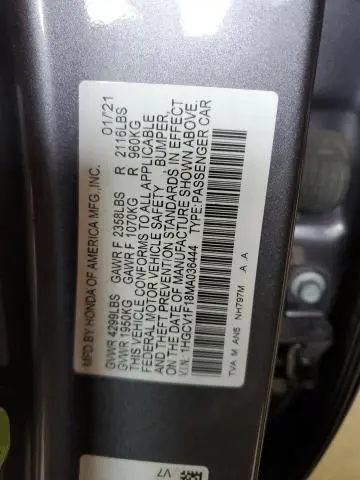 MFD BY HONDA OF AMERICA MFG.,INC. 01/21
GVWR 4299LBS GAWR F 2358LBS R 2116LBS
GVWR 1950KG GAWR F 1070KG R 960KG
THIS VEHICLE CONFORMS TO ALL APPLICABLE
FEDERAL MOTOR VEHICLE SAFETY, BUMPER,
AND THEFT PREVENTION STANDARDS IN EFFECT
ON THE DATE OF MANUFACTURE SHOWN ABOVE.
V.I.N.: 1HGCV1F18MA036444 TYPE:PASSENGER CAR
TVA M AN5 NH797M A A
V7